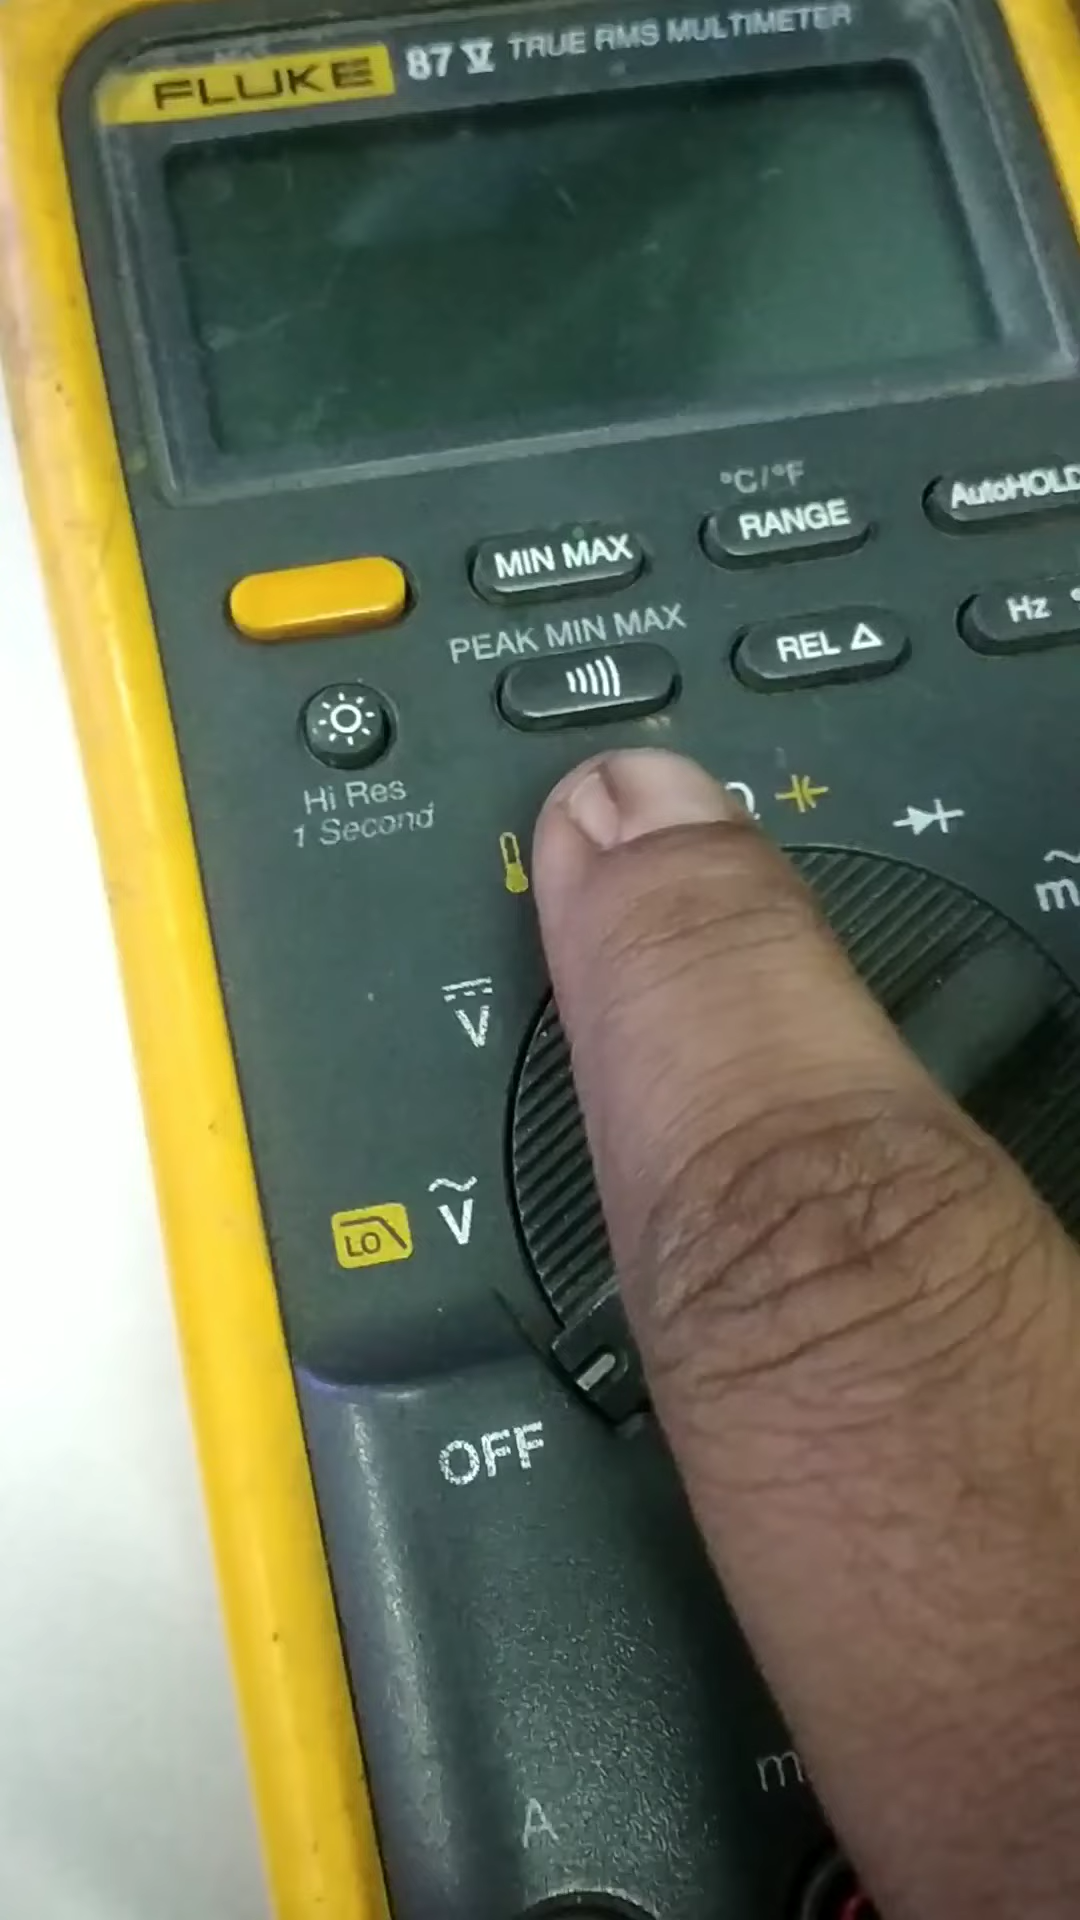 FLUKE 87 V TRUE RMS MULTIMETER
°C/°F
MIN MAX RANGE AutoHOLD
PEAK MIN MAX
REL Δ Hz
Hi Res
1 Second
Ω
V
m
LO V
OFF
m
A